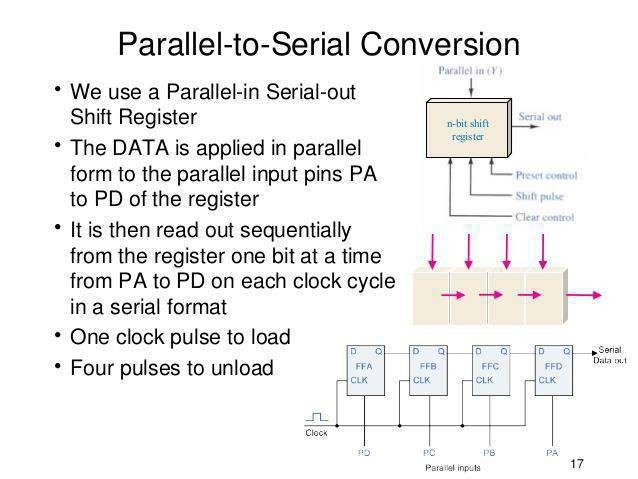 Parallel-to-Serial Conversion
• We use a Parallel-in Serial-out
Shift Register
• The DATA is applied in parallel
form to the parallel input pins PA
to PD of the register
• It is then read out sequentially
from the register one bit at a time
from PA to PD on each clock cycle
in a serial format
• One clock pulse to load
• Four pulses to unload
Parallel in (Y)
n-bit shift
register
Serial out
Preset control
Shift pulse
Clear control
D Q D Q D Q D Q
FFA FFB FFC FFD
CLK CLK CLK CLK
Serial
Data out
Clock
PD PC PB PA
Parallel inputs
17